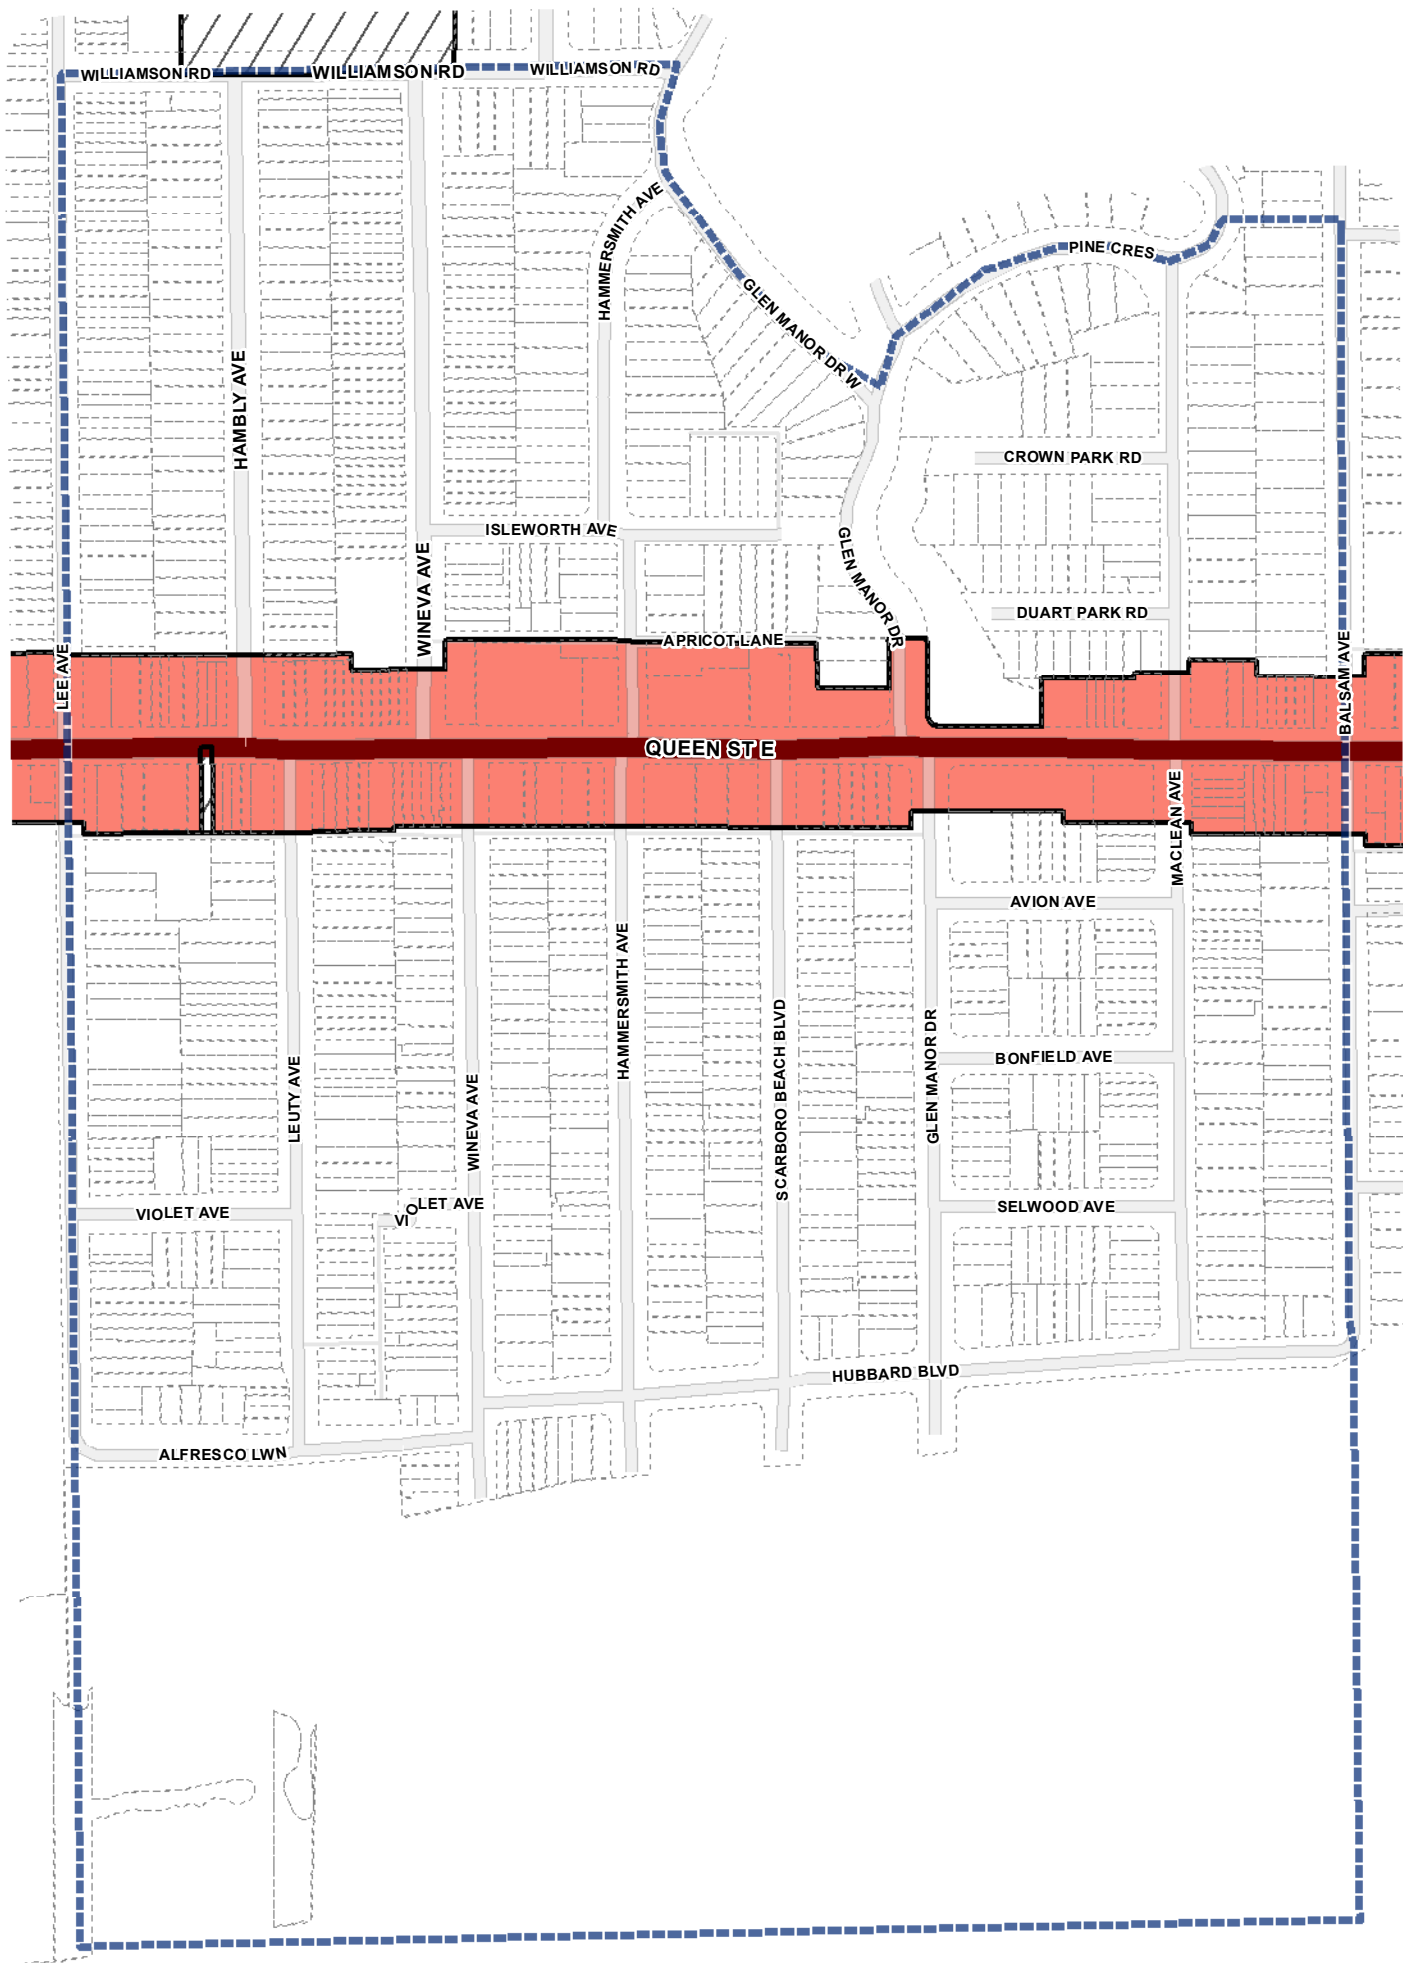 WILLIAMSON RD
WILLIAMSON RD
WILLIAMSON RD
HAMMERSMITH AVE
PINE CRES
GLEN MANOR DR W
HAMBLY AVE
CROWN PARK RD
ISLEWORTH AVE
WINEVA AVE
GLEN MANOR DR
DUART PARK RD
APRICOT LANE
LEE AVE
BALSAM AVE
QUEEN ST E
MACLEAN AVE
AVION AVE
HAMMERSMITH AVE
SCARBORO BEACH BLVD
GLEN MANOR DR
BONFIELD AVE
LEUTY AVE
WINEVA AVE
VIOLET AVE
VIOLET AVE
SELWOOD AVE
HUBBARD BLVD
ALFRESCO LWN